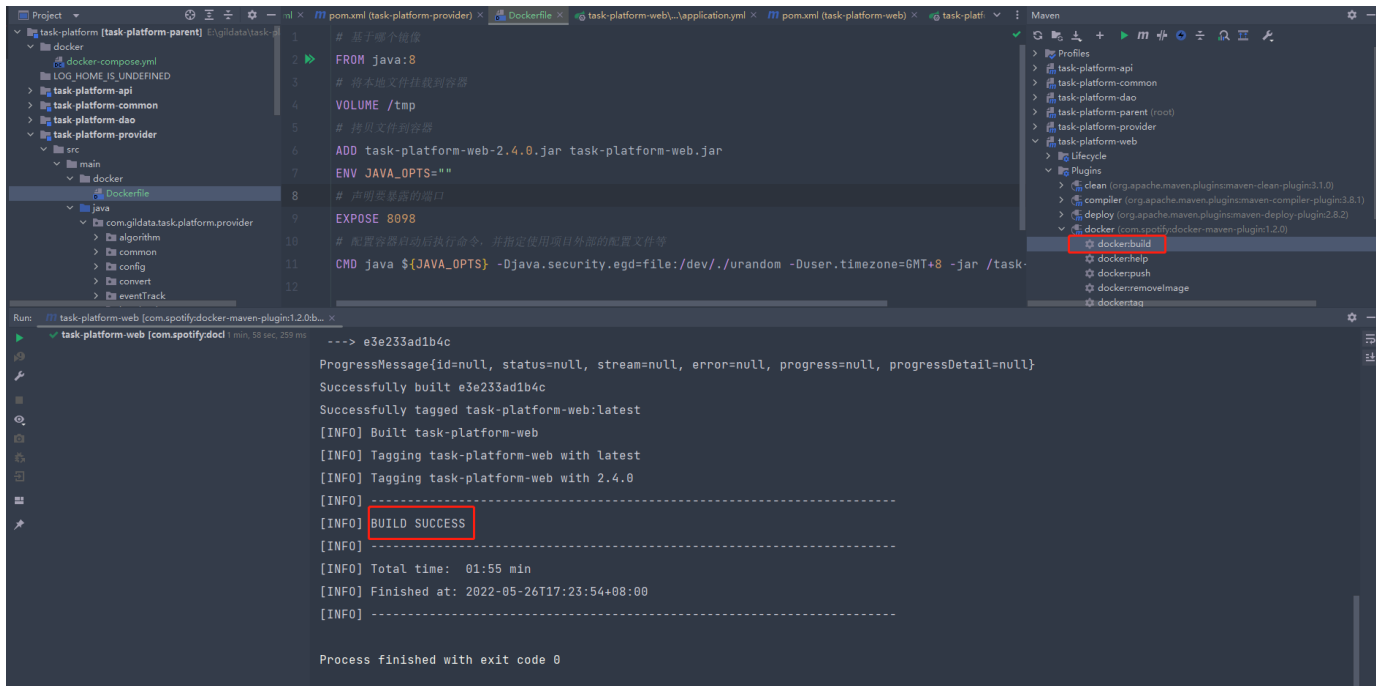 Project
ml
pom.xml (task-platform-provider)
Dockerfile
task-platform-web\...\application.yml
pom.xml (task-platform-web)
Maven
task-platform [task-platform-parent]
docker
docker-compose.yml
LOG_HOME_IS_UNDEFINED
task-platform-api
task-platform-common
task-platform-dao
task-platform-provider
src
main
docker
Dockerfile
java
com.gildata.task.platform.provider
algorithm
common
config
convert
eventTrack
1 # 基于哪个镜像
2 FROM java:8
3 # 将本地文件挂载到容器
4 VOLUME /tmp
5 # 拷贝文件到容器
6 ADD task-platform-web-2.4.0.jar task-platform-web.jar
7 ENV JAVA_OPTS=""
8 # 声明要暴露的端口
9 EXPOSE 8098
10 # 配置容器启动后执行命令，并指定使用项目外部的配置文件等
11 CMD java ${JAVA_OPTS} -Djava.security.egd=file:/dev/./urandom -Duser.timezone=GMT+8 -jar /task-
12
Profiles
task-platform-api
task-platform-common
task-platform-dao
task-platform-parent (root)
task-platform-provider
task-platform-web
Lifecycle
Plugins
clean (org.apache.maven.plugins:maven-clean-plugin:3.1.0)
compiler (org.apache.maven.plugins:maven-compiler-plugin:3.8.1)
deploy (org.apache.maven.plugins:maven-deploy-plugin:2.8.2)
docker (com.spotify:docker-maven-plugin:1.2.0)
docker:build
docker:help
docker:push
docker:removeImage
docker:tag
Run:
task-platform-web [com.spotify:docker-maven-plugin:1.2.0:b...
task-platform-web [com.spotify:docl 1 min, 58 sec, 259 ms
---> e3e233ad1b4c
ProgressMessage{id=null, status=null, stream=null, error=null, progress=null, progressDetail=null}
Successfully built e3e233ad1b4c
Successfully tagged task-platform-web:latest
[INFO] Built task-platform-web
[INFO] Tagging task-platform-web with latest
[INFO] Tagging task-platform-web with 2.4.0
[INFO] ------------------------------------------------------------------------
[INFO] BUILD SUCCESS
[INFO] ------------------------------------------------------------------------
[INFO] Total time:  01:55 min
[INFO] Finished at: 2022-05-26T17:23:54+08:00
[INFO] ------------------------------------------------------------------------
Process finished with exit code 0